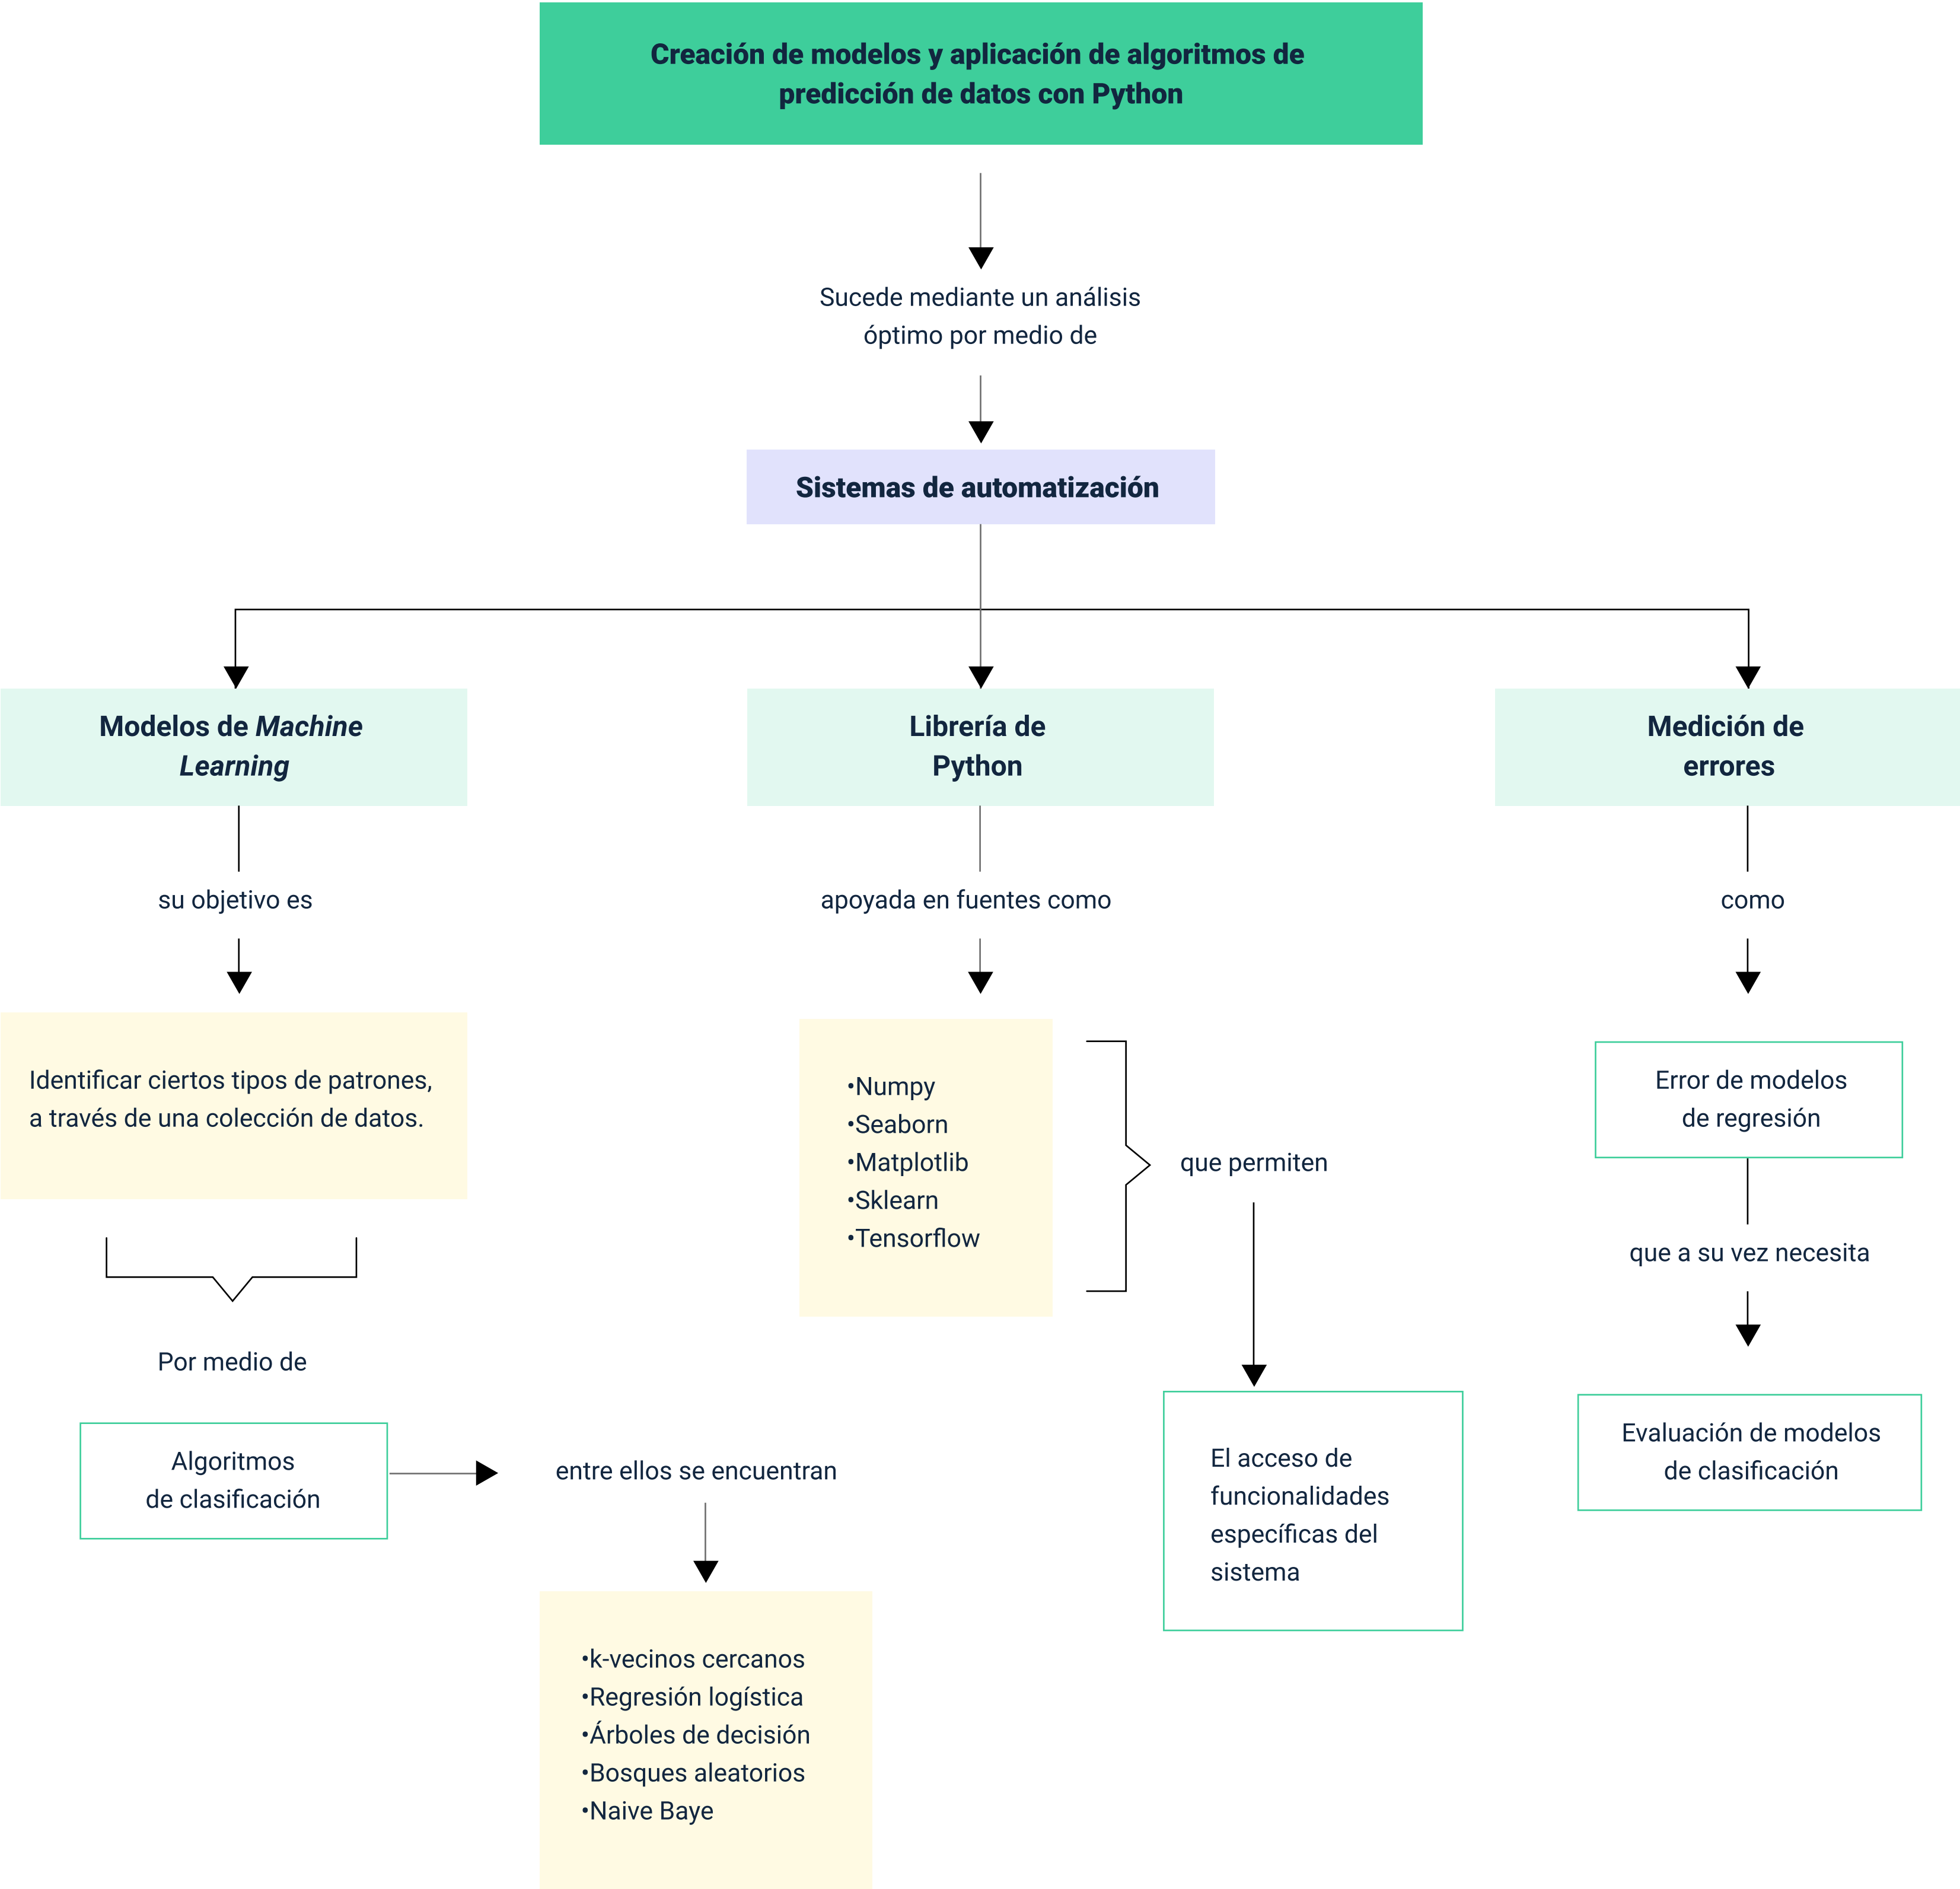 Creación de modelos y aplicación de algoritmos de
predicción de datos con Python
Sucede mediante un análisis
óptimo por medio de
Sistemas de automatización
Modelos de Machine
Learning
su objetivo es
Identificar ciertos tipos de patrones,
a través de una colección de datos.
Por medio de
Algoritmos
de clasificación
entre ellos se encuentran
•k-vecinos cercanos
•Regresión logística
•Árboles de decisión
•Bosques aleatorios
•Naive Baye
Librería de
Python
apoyada en fuentes como
•Numpy
•Seaborn
•Matplotlib
•Sklearn
•Tensorflow
que permiten
El acceso de
funcionalidades
específicas del
sistema
Medición de
errores
como
Error de modelos
de regresión
que a su vez necesita
Evaluación de modelos
de clasificación